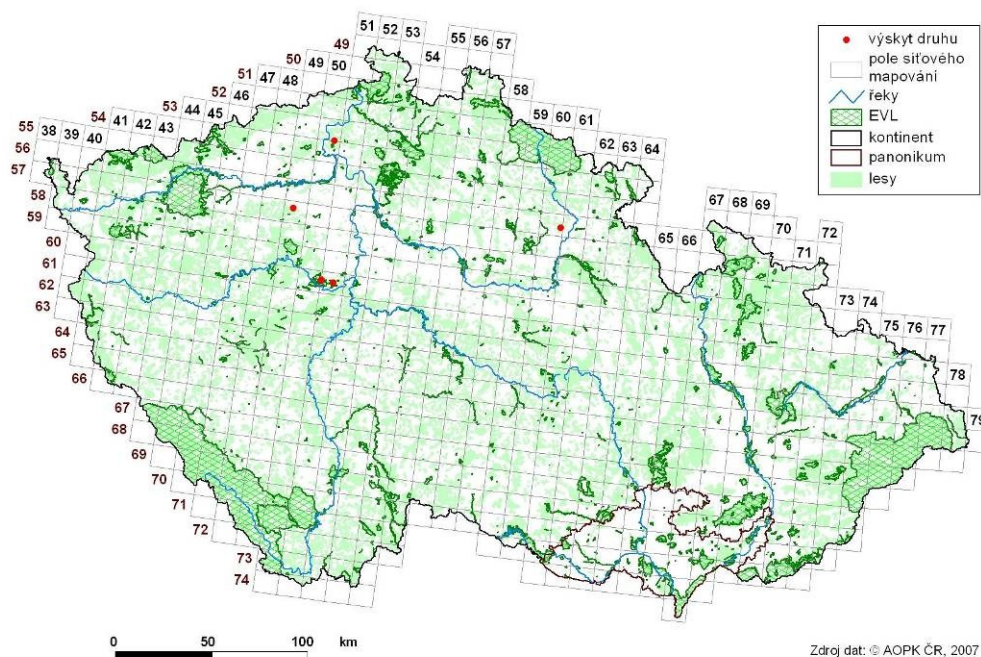 51 52 53
55 56 57
49
54
50
49 50
51
47 48
58
52
46
53
44 45
59 60 61
54
41 42 43
55
38 39 40
62 63 64
56
57
67 68 69
58
70
72
59
71
65 66
60
61
62
73 74
63
75 76 77
64
65
78
66
67
79
68
69
70
71
72
73
74
výskyt druhu
pole síťového
mapování
řeky
EVL
kontinent
panonikum
lesy
0 50 100 km
Zdroj dat: © AOPK ČR, 2007